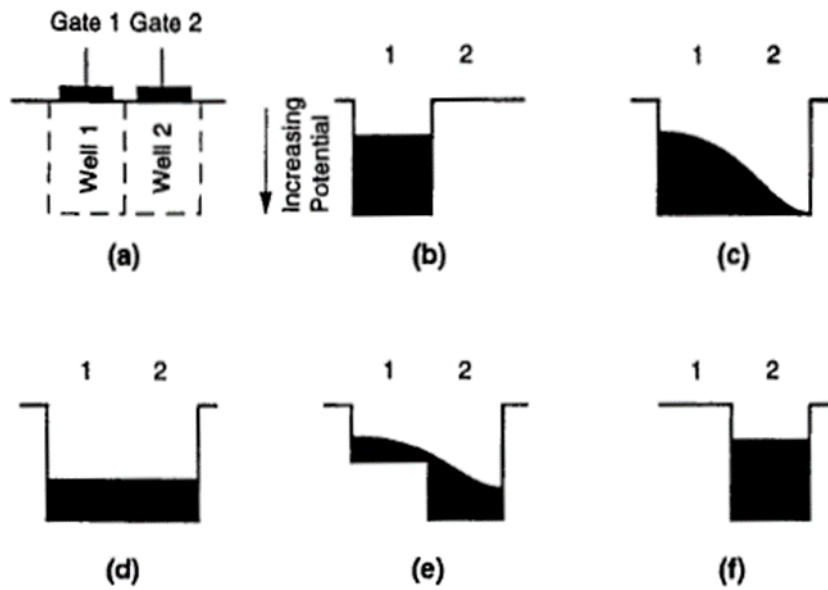 Gate 1 Gate 2
Well 1
Well 2
Increasing
Potential
1 2
1 2
(a)
(b)
(c)
1 2
1 2
1 2
(d)
(e)
(f)